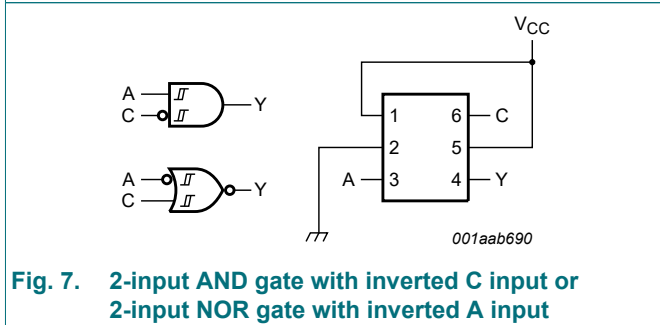 VCC
A
C
Y
A
C
Y
1 6 C
2 5
A 3 4 Y
001aab690
Fig. 7. 2-input AND gate with inverted C input or
2-input NOR gate with inverted A input